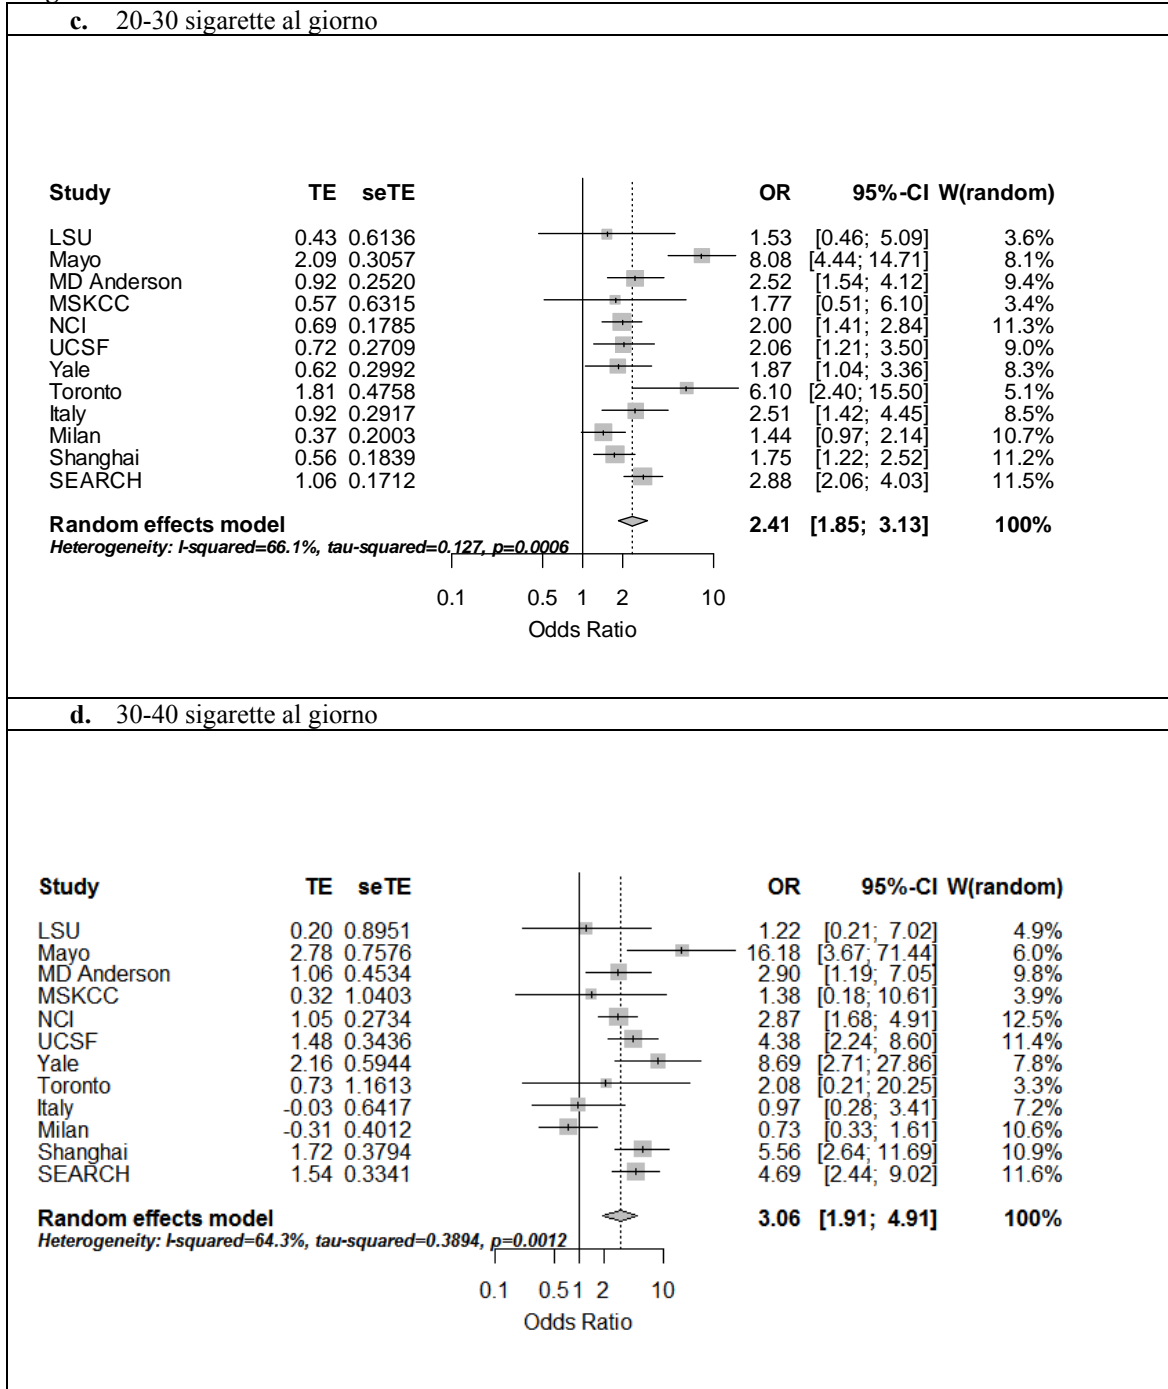 c. 20-30 sigarette al giorno
Study TE seTE OR 95%-CI W(random)
LSU 0.43 0.6136 1.53 [0.46; 5.09] 3.6%
Mayo 2.09 0.3057 8.08 [4.44; 14.71] 8.1%
MD Anderson 0.92 0.2520 2.52 [1.54; 4.12] 9.4%
MSKCC 0.57 0.6315 1.77 [0.51; 6.10] 3.4%
NCI 0.69 0.1785 2.00 [1.41; 2.84] 11.3%
UCSF 0.72 0.2709 2.06 [1.21; 3.50] 9.0%
Yale 0.62 0.2992 1.87 [1.04; 3.36] 8.3%
Toronto 1.81 0.4758 6.10 [2.40; 15.50] 5.1%
Italy 0.92 0.2917 2.51 [1.42; 4.45] 8.5%
Milan 0.37 0.2003 1.44 [0.97; 2.14] 10.7%
Shanghai 0.56 0.1839 1.75 [1.22; 2.52] 11.2%
SEARCH 1.06 0.1712 2.88 [2.06; 4.03] 11.5%
Random effects model 2.41 [1.85; 3.13] 100%
Heterogeneity: I-squared=66.1%, tau-squared=0.127, p=0.0006
0.1 0.5 1 2 10
Odds Ratio
d. 30-40 sigarette al giorno
Study TE seTE OR 95%-CI W(random)
LSU 0.20 0.8951 1.22 [0.21; 7.02] 4.9%
Mayo 2.78 0.7576 16.18 [3.67; 71.44] 6.0%
MD Anderson 1.06 0.4534 2.90 [1.19; 7.05] 9.8%
MSKCC 0.32 1.0403 1.38 [0.18; 10.61] 3.9%
NCI 1.05 0.2734 2.87 [1.68; 4.91] 12.5%
UCSF 1.48 0.3436 4.38 [2.24; 8.60] 11.4%
Yale 2.16 0.5944 8.69 [2.71; 27.86] 7.8%
Toronto 0.73 1.1613 2.08 [0.21; 20.25] 3.3%
Italy -0.03 0.6417 0.97 [0.28; 3.41] 7.2%
Milan -0.31 0.4012 0.73 [0.33; 1.61] 10.6%
Shanghai 1.72 0.3794 5.56 [2.64; 11.69] 10.9%
SEARCH 1.54 0.3341 4.69 [2.44; 9.02] 11.6%
Random effects model 3.06 [1.91; 4.91] 100%
Heterogeneity: I-squared=64.3%, tau-squared=0.3894, p=0.0012
0.1 0.5 1 2 10
Odds Ratio